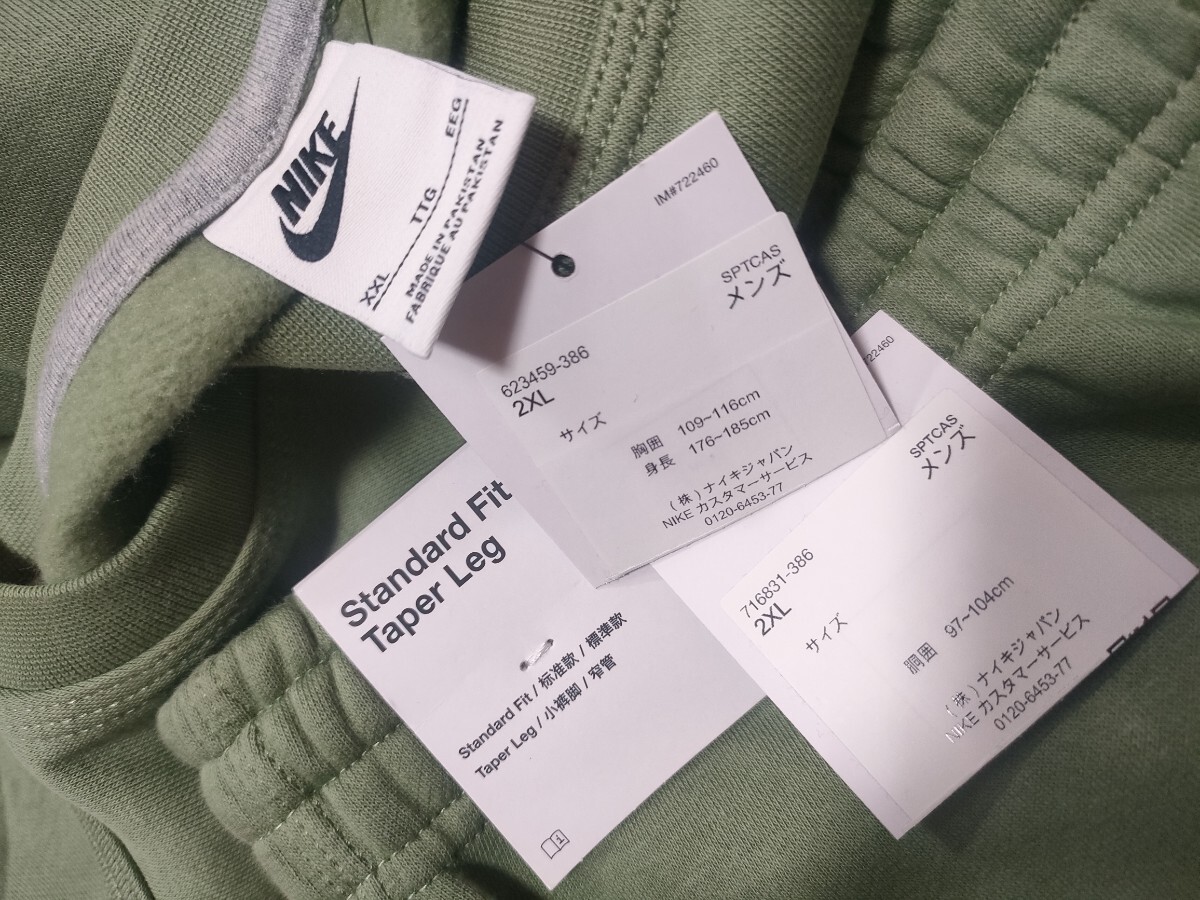 NIKE
XXL TTG EEG
MADE IN PAKISTAN
FABRIQUE AU PAKISTAN
IM#722460
SPTCAS
メンズ
623459-386
2XL
サイズ
胸囲 109~116cm
身長 176~185cm
(株)ナイキジャパン
NIKE カスタマーサービス
0120-6453-77
Standard Fit
Taper Leg
Standard Fit / 标准款 / 標準款
Taper Leg / 小裤脚 / 窄管
22460
SPTCAS
メンズ
716831-386
2XL
サイズ
胴囲 97~104cm
(株)ナイキジャパン
NIKE カスタマーサービス
0120-6453-77